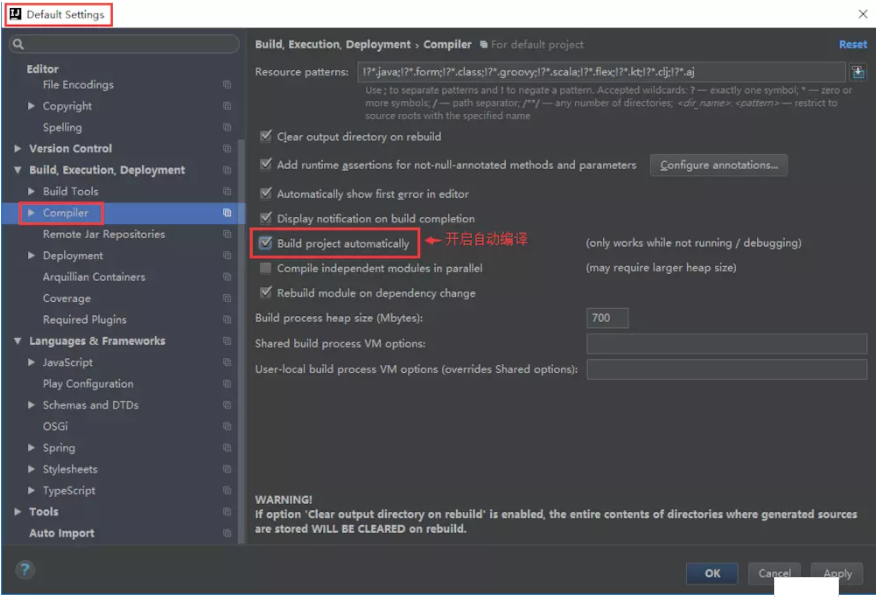 Default Settings
Editor
File Encodings
Copyright
Spelling
Version Control
Build, Execution, Deployment
Build Tools
Compiler
Remote Jar Repositories
Deployment
Arquillian Containers
Coverage
Required Plugins
Languages & Frameworks
JavaScript
Play Configuration
Schemas and DTDs
OSGi
Spring
Stylesheets
TypeScript
Tools
Auto Import
Build, Execution, Deployment › Compiler For default project Reset
Resource patterns: !?*.java;!?*.form;!?*.class;!?*.groovy;!?*.scala;!?*.flex;!?*.kt;!?*.clj;!?*.aj
Use ; to separate patterns and ! to negate a pattern. Accepted wildcards: ? — exactly one symbol; * — zero or
more symbols; / — path separator; /**/ — any number of directories; <dir_name>:<pattern> — restrict to
source roots with the specified name
Clear output directory on rebuild
Add runtime assertions for not-null-annotated methods and parameters Configure annotations...
Automatically show first error in editor
Display notification on build completion
Build project automatically 开启自动编译 (only works while not running / debugging)
Compile independent modules in parallel (may require larger heap size)
Rebuild module on dependency change
Build process heap size (Mbytes): 700
Shared build process VM options:
User-local build process VM options (overrides Shared options):
WARNING!
If option 'Clear output directory on rebuild' is enabled, the entire contents of directories where generated sources
are stored WILL BE CLEARED on rebuild.
? OK Cancel Apply